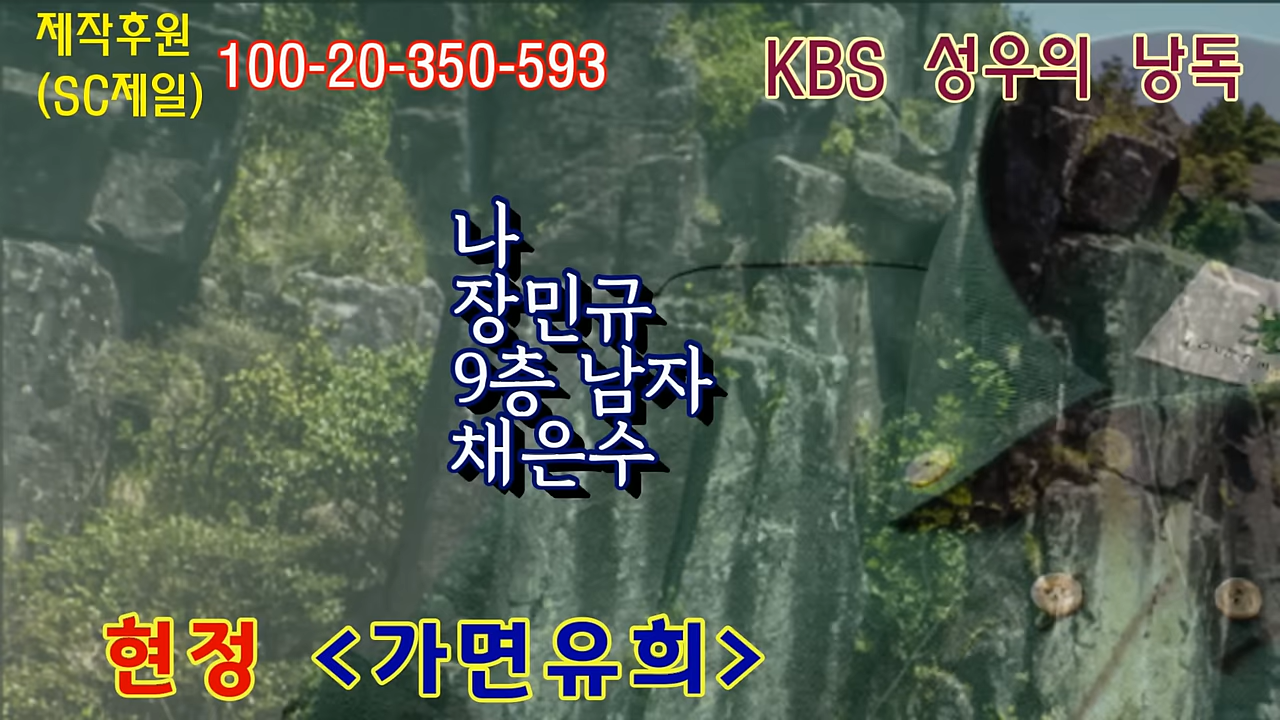 제작후원
(SC제일)
100-20-350-593
KBS 성우의 낭독
나
장민규
9층 남자
채은수
현정 <가면유희>